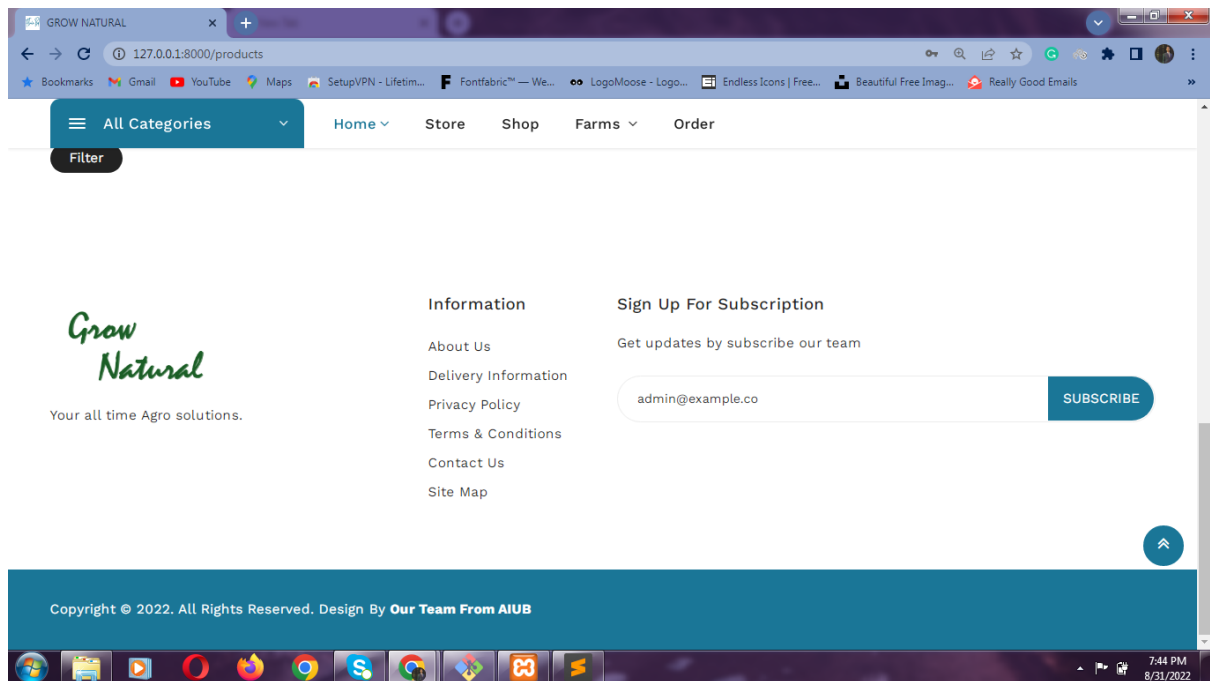 GROW NATURAL
127.0.0.1:8000/products
Bookmarks Gmail YouTube Maps SetupVPN - Lifetim... Fontfabric™ — We... LogoMoose - Logo... Endless Icons | Free... Beautiful Free Imag... Really Good Emails »
All Categories Home Store Shop Farms Order
Filter
Grow
Natural
Your all time Agro solutions.
Information
About Us
Delivery Information
Privacy Policy
Terms & Conditions
Contact Us
Site Map
Sign Up For Subscription
Get updates by subscribe our team
admin@example.co SUBSCRIBE
Copyright © 2022. All Rights Reserved. Design By Our Team From AIUB
7:44 PM
8/31/2022